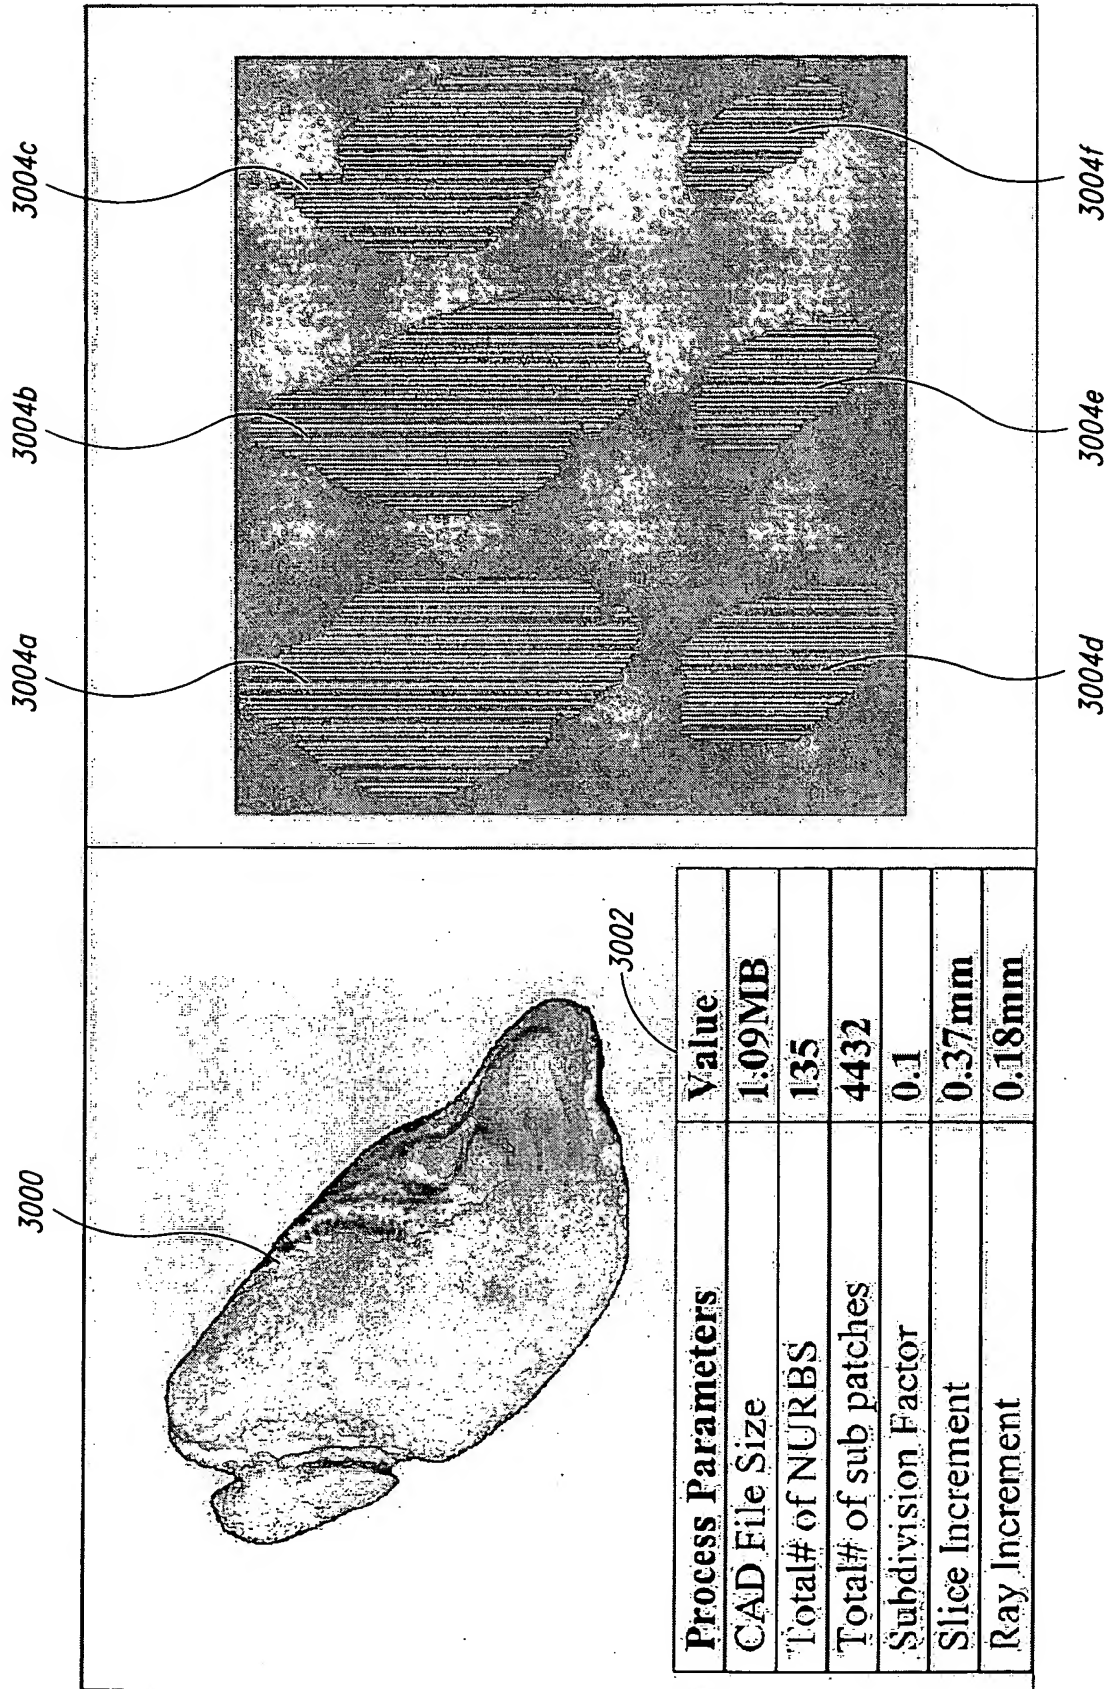 3000
3002
Process Parameters Value
CAD File Size 1.09MB
Total# of NURBS 135
Total# of sub patches 4432
Subdivision Factor 0.1
Slice Increment 0.37mm
Ray Increment 0.18mm
3004a
3004b
3004c
3004d
3004e
3004f